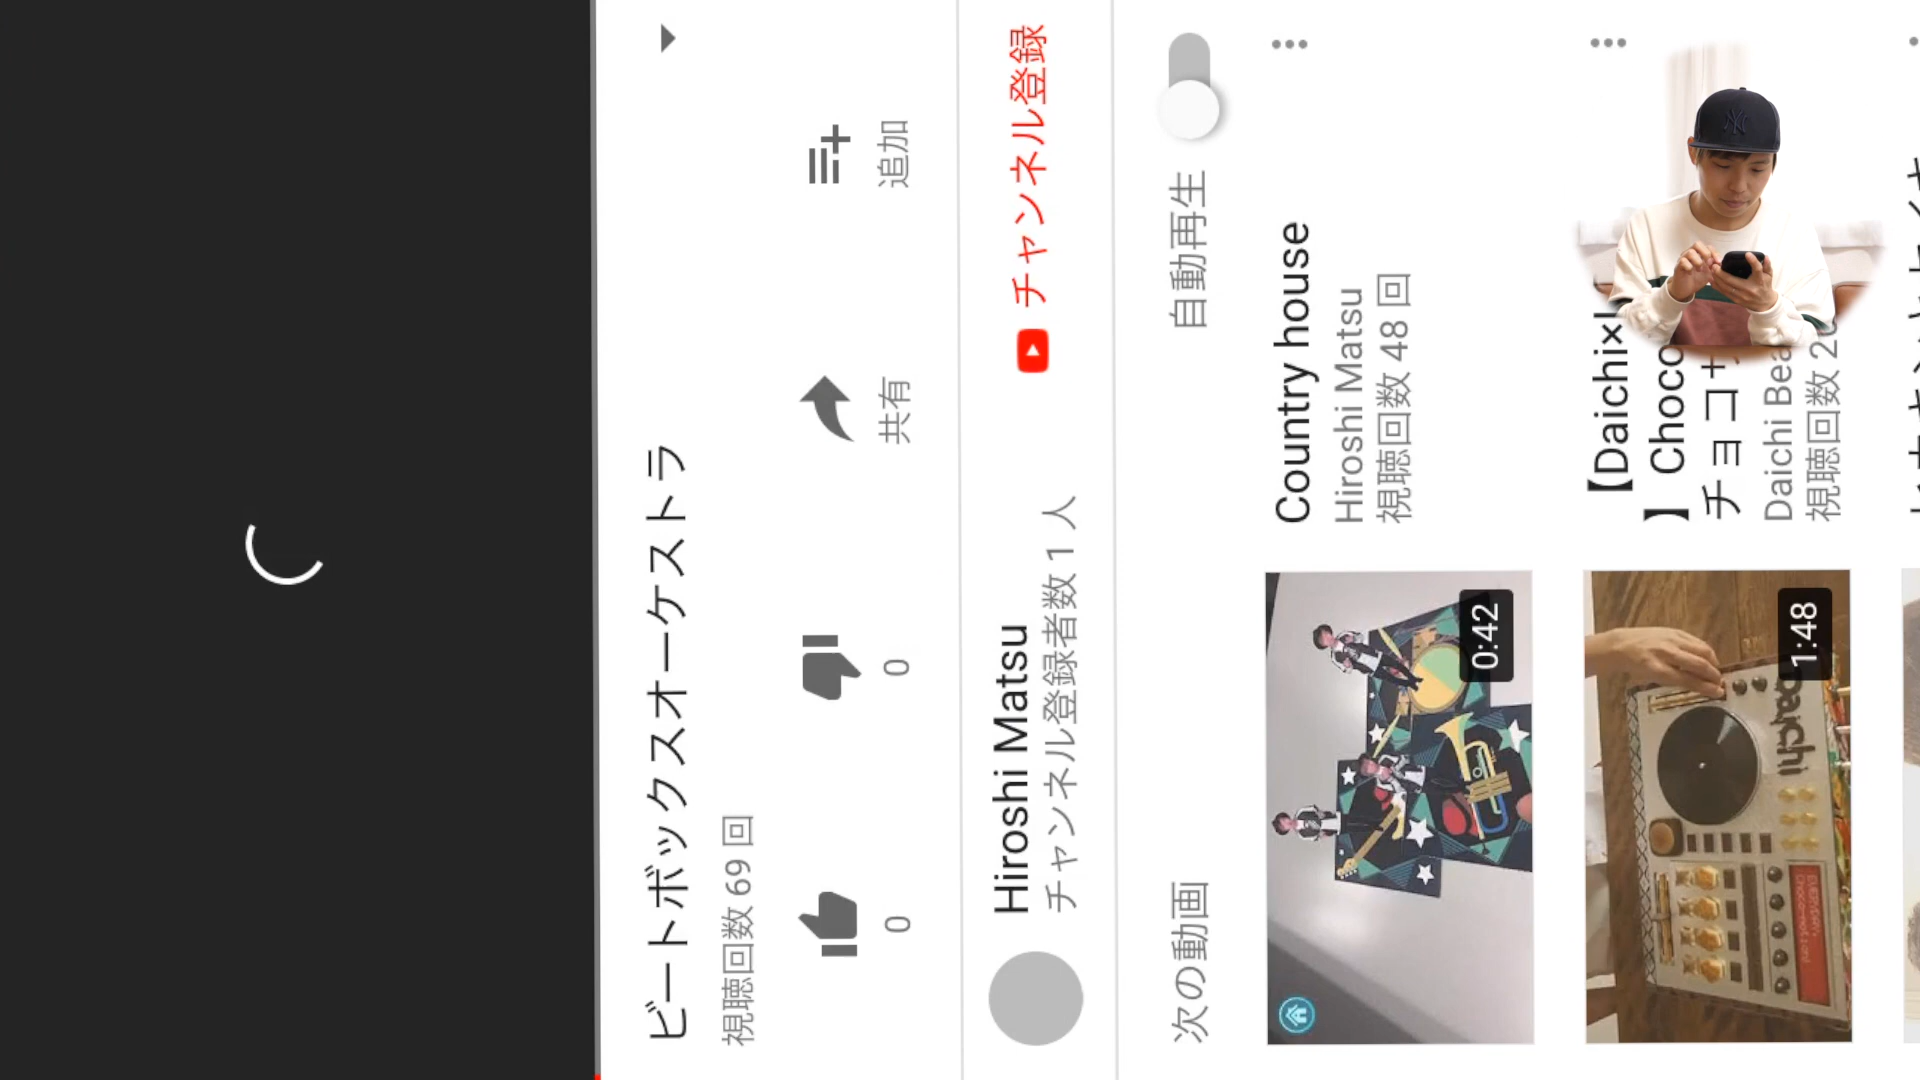 ビートボックスオーケストラ
視聴回数 69 回
0
0
共有
追加
Hiroshi Matsu
チャンネル登録者数 1 人
チャンネル登録
次の動画
自動再生
0:42
Country house
Hiroshi Matsu
視聴回数 48 回
1:48
Daichi
【Daichi×
】 Choco
チョコ
Daichi Bea
視聴回数 2